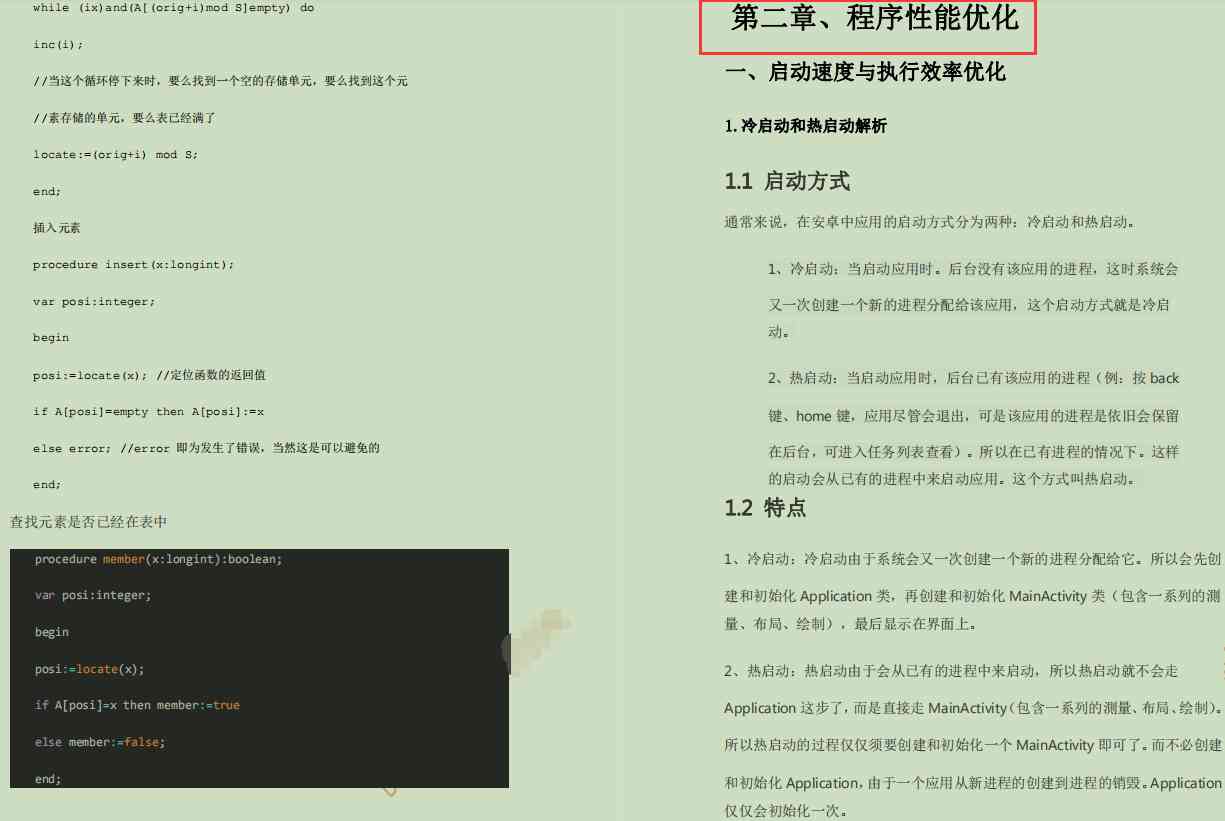 while (ix)and(A[(orig+i)mod S]empty) do
inc(i);
//当这个循环停下来时，要么找到一个空的存储单元，要么找到这个元
//素存储的单元，要么表已经满了
locate:=(orig+i) mod S;
end;
插入元素
procedure insert(x:longint);
var posi:integer;
begin
posi:=locate(x); //定位函数的返回值
if A[posi]=empty then A[posi]:=x
else error; //error 即为发生了错误，当然这是可以避免的
end;
查找元素是否已经在表中
procedure member(x:longint):boolean;
var posi:integer;
begin
posi:=locate(x);
if A[posi]=x then member:=true
else member:=false;
end;
第二章、程序性能优化
一、启动速度与执行效率优化
1.冷启动和热启动解析
1.1 启动方式
通常来说，在安卓中应用的启动方式分为两种：冷启动和热启动。
1、冷启动：当启动应用时。后台没有该应用的进程，这时系统会
又一次创建一个新的进程分配给该应用，这个启动方式就是冷启
动。
2、热启动：当启动应用时，后台已有该应用的进程（例：按 back
键、home 键，应用尽管会退出，可是该应用的进程是依旧会保留
在后台，可进入任务列表查看）。所以在已有进程的情况下。这样
的启动会从已有的进程中来启动应用。这个方式叫热启动。
1.2 特点
1、冷启动：冷启动由于系统会又一次创建一个新的进程分配给它。所以会先创
建和初始化 Application 类，再创建和初始化 MainActivity 类（包含一系列的測
量、布局、绘制），最后显示在界面上。
2、热启动：热启动由于会从已有的进程中来启动，所以热启动就不会走
Application 这步了，而是直接走 MainActivity（包含一系列的測量、布局、绘制）。
所以热启动的过程仅仅须要创建和初始化一个 MainActivity 即可了。而不必创建
和初始化 Application，由于一个应用从新进程的创建到进程的销毁。Application
仅仅会初始化一次。